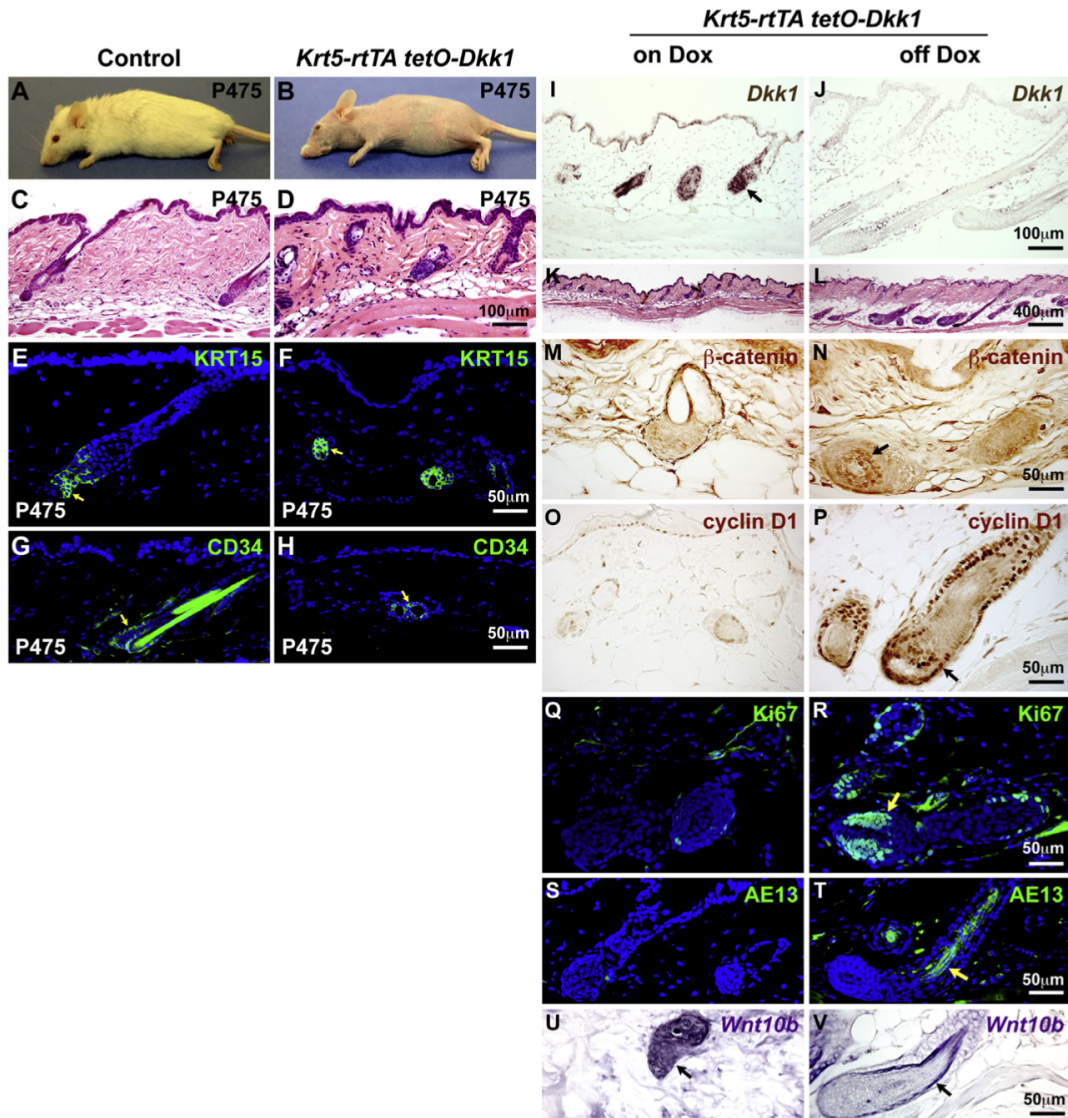 Krt5-rtTA tetO-Dkk1
Control
Krt5-rtTA tetO-Dkk1
on Dox
off Dox
A P475
B P475
C P475
D P475
100μm
E KRT15
P475
F KRT15
50μm
G CD34
P475
H CD34
50μm
I Dkk1
J Dkk1
100μm
K
L
400μm
M β-catenin
N β-catenin
50μm
O cyclin D1
P cyclin D1
50μm
Q Ki67
R Ki67
50μm
S AE13
T AE13
50μm
U Wnt10b
V Wnt10b
50μm